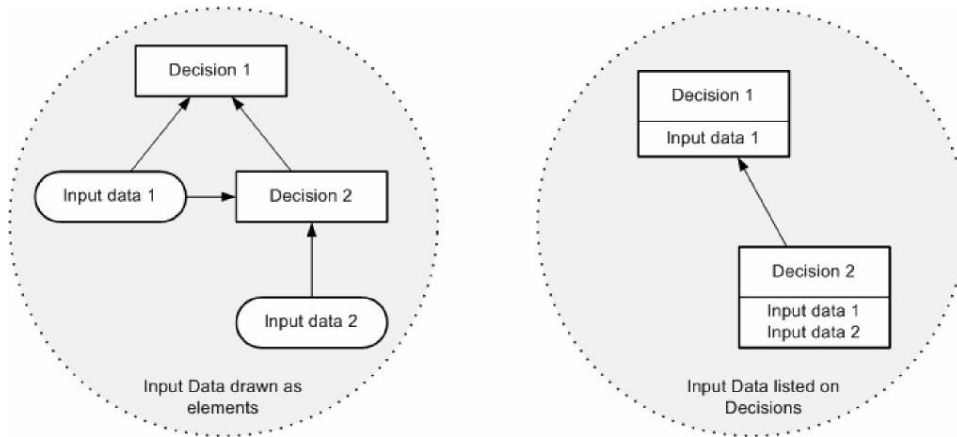 Decision 1
Input data 1
Decision 2
Input data 2
Input Data drawn as
elements
Decision 1
Input data 1
Decision 2
Input data 1
Input data 2
Input Data listed on
Decisions